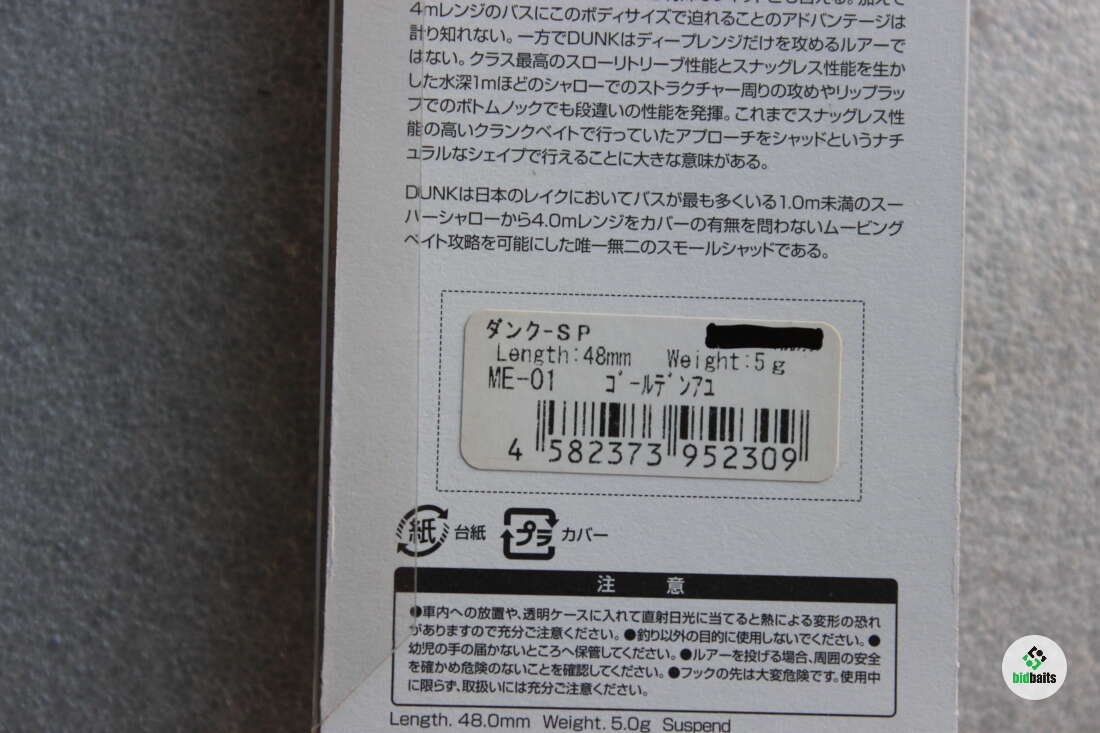 4mレンジのバスにこのボディサイズで迫れることのアドバンテージは
計り知れない。一方でDUNKはディープレンジだけを攻めるルアーで
はない。クラス最高のスローリトリーブ性能とスナッグレス性能を生か
した水深1mほどのシャローでのストラクチャー周りの攻めやリップラッ
プでのボトムノックでも段違いの性能を発揮。これまでスナッグレス性
能の高いクランクベイトで行っていたアプローチをシャッドというナチ
ュラルなシェイプで行えることに大きな意味がある。
DUNKは日本のレイクにおいてバスが最も多くいる1.0m未満のスー
パーシャローから4.0mレンジをカバーの有無を問わないムービング
ベイト攻略を可能にした唯一無二のスモールシャッドである。
ダンク-SP
Length:48mm Weight:5g
ME-01 ゴールデンアユ
4 582373 952309
紙 台紙 プラ カバー
注 意
●車内への放置や、透明ケースに入れて直射日光に当てると熱による変形の恐れ
がありますので充分ご注意ください。●釣り以外の目的に使用しないでください。●
幼児の手の届かないところへ保管してください。●ルアーを投げる場合、周囲の安全
を確かめ危険のないことを確認してください。●フックの先は大変危険です。使用中
に限らず、取扱いには充分ご注意ください。
Length. 48.0mm Weight. 5.0g Suspend
bidbaits